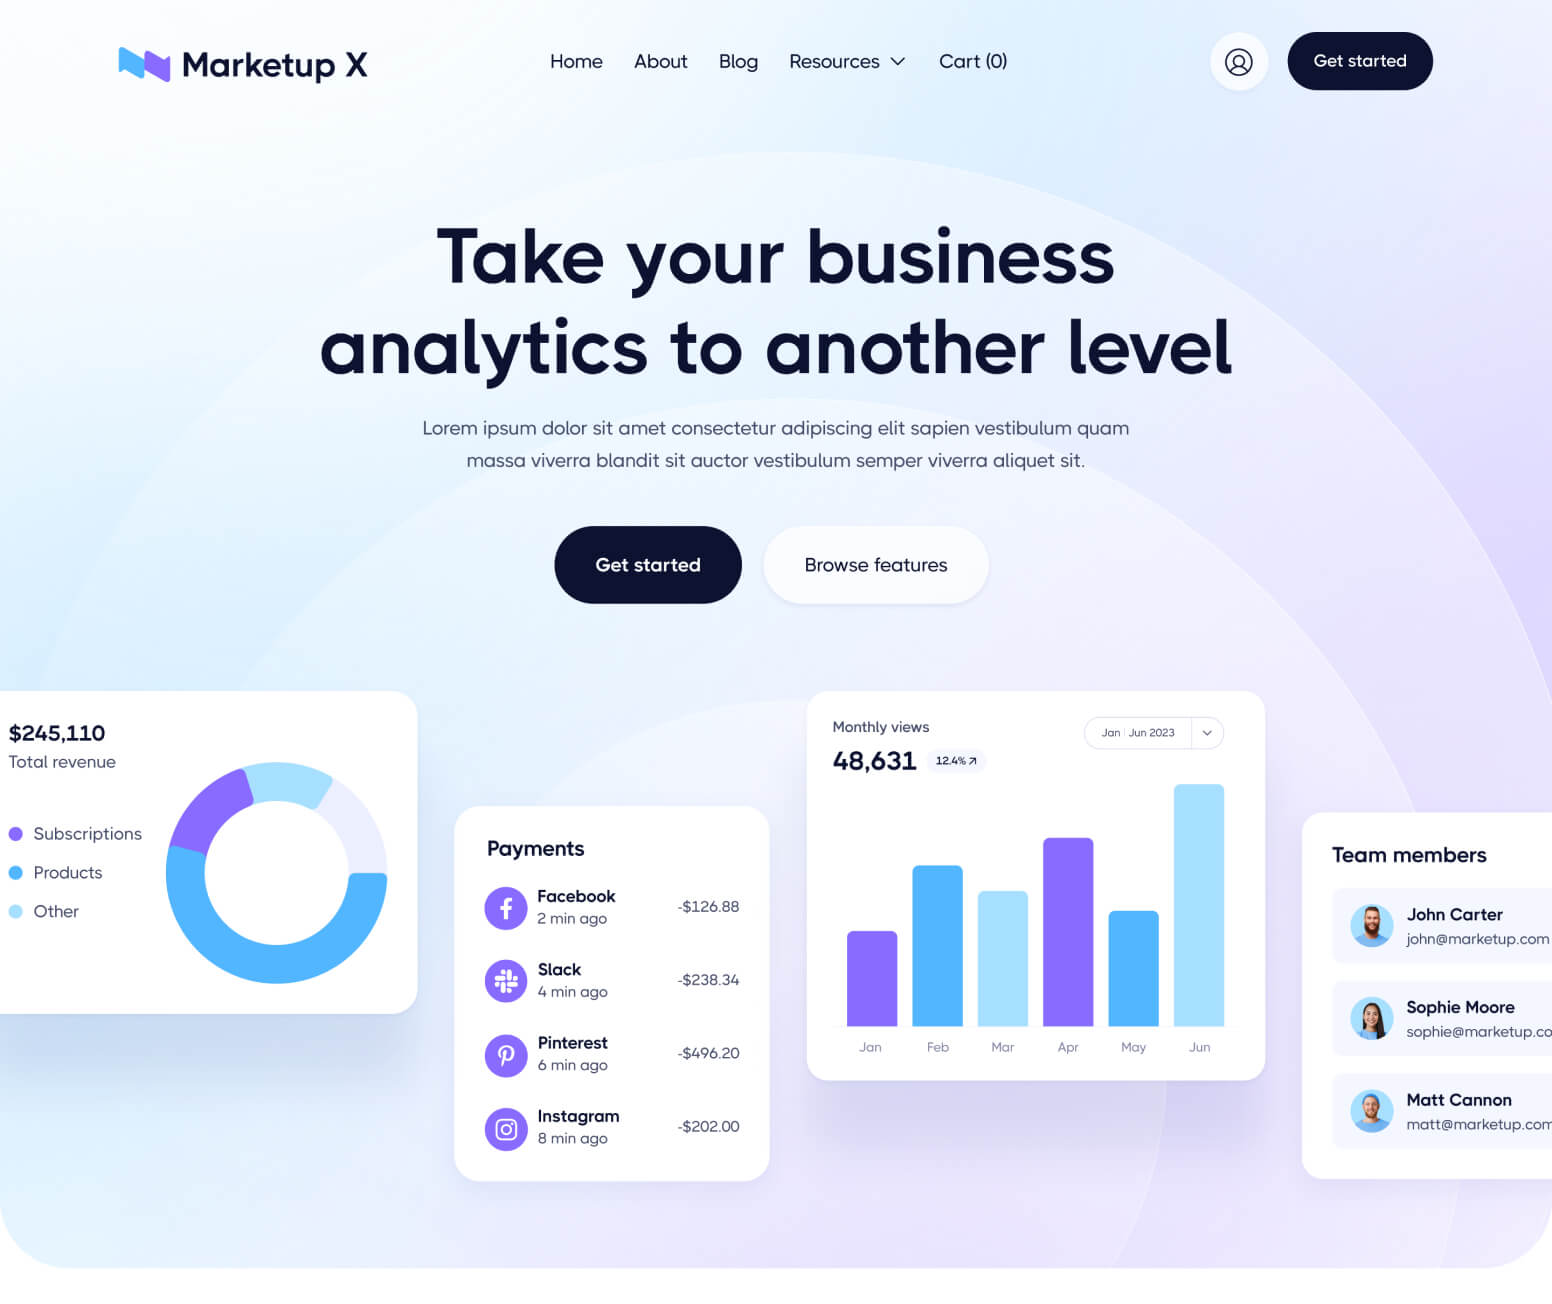 Marketup X
Home About Blog Resources Cart (0)
Get started
Take your business
analytics to another level
Lorem ipsum dolor sit amet consectetur adipiscing elit sapien vestibulum quam
massa viverra blandit sit auctor vestibulum semper viverra aliquet sit.
Get started
Browse features
$245,110
Total revenue
Subscriptions
Products
Other
Payments
Facebook
2 min ago
-$126.88
Slack
4 min ago
-$238.34
Pinterest
6 min ago
-$496.20
Instagram
8 min ago
-$202.00
Monthly views
48,631
12.4%
Jan | Jun 2023
Jan Feb Mar Apr May Jun
Team members
John Carter
john@marketup.com
Sophie Moore
sophie@marketup.co
Matt Cannon
matt@marketup.com